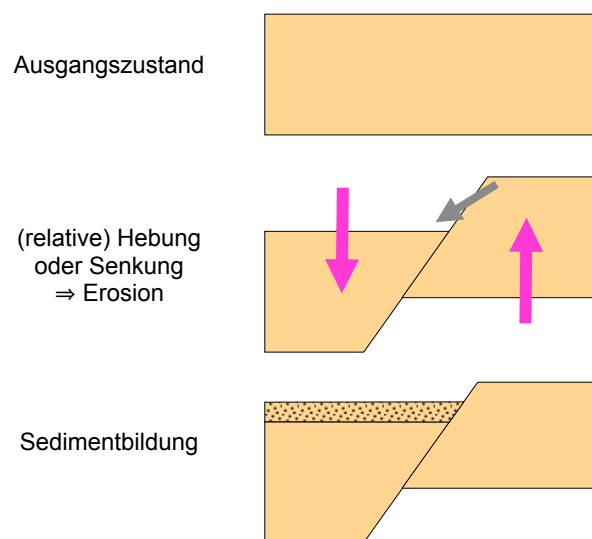 Ausgangszustand
(relative) Hebung
oder Senkung
⇒ Erosion
Sedimentbildung